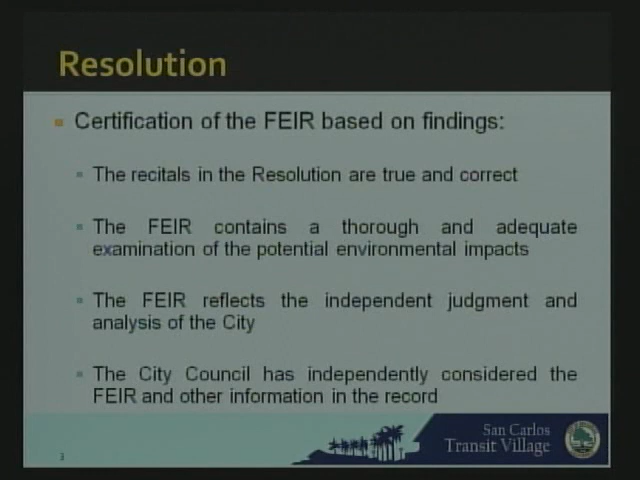 Resolution
Certification of the FEIR based on findings:
The recitals in the Resolution are true and correct
The FEIR contains a thorough and adequate
examination of the potential environmental impacts
The FEIR reflects the independent judgment and
analysis of the City
The City Council has independently considered the
FEIR and other information in the record
San Carlos
Transit Village
3